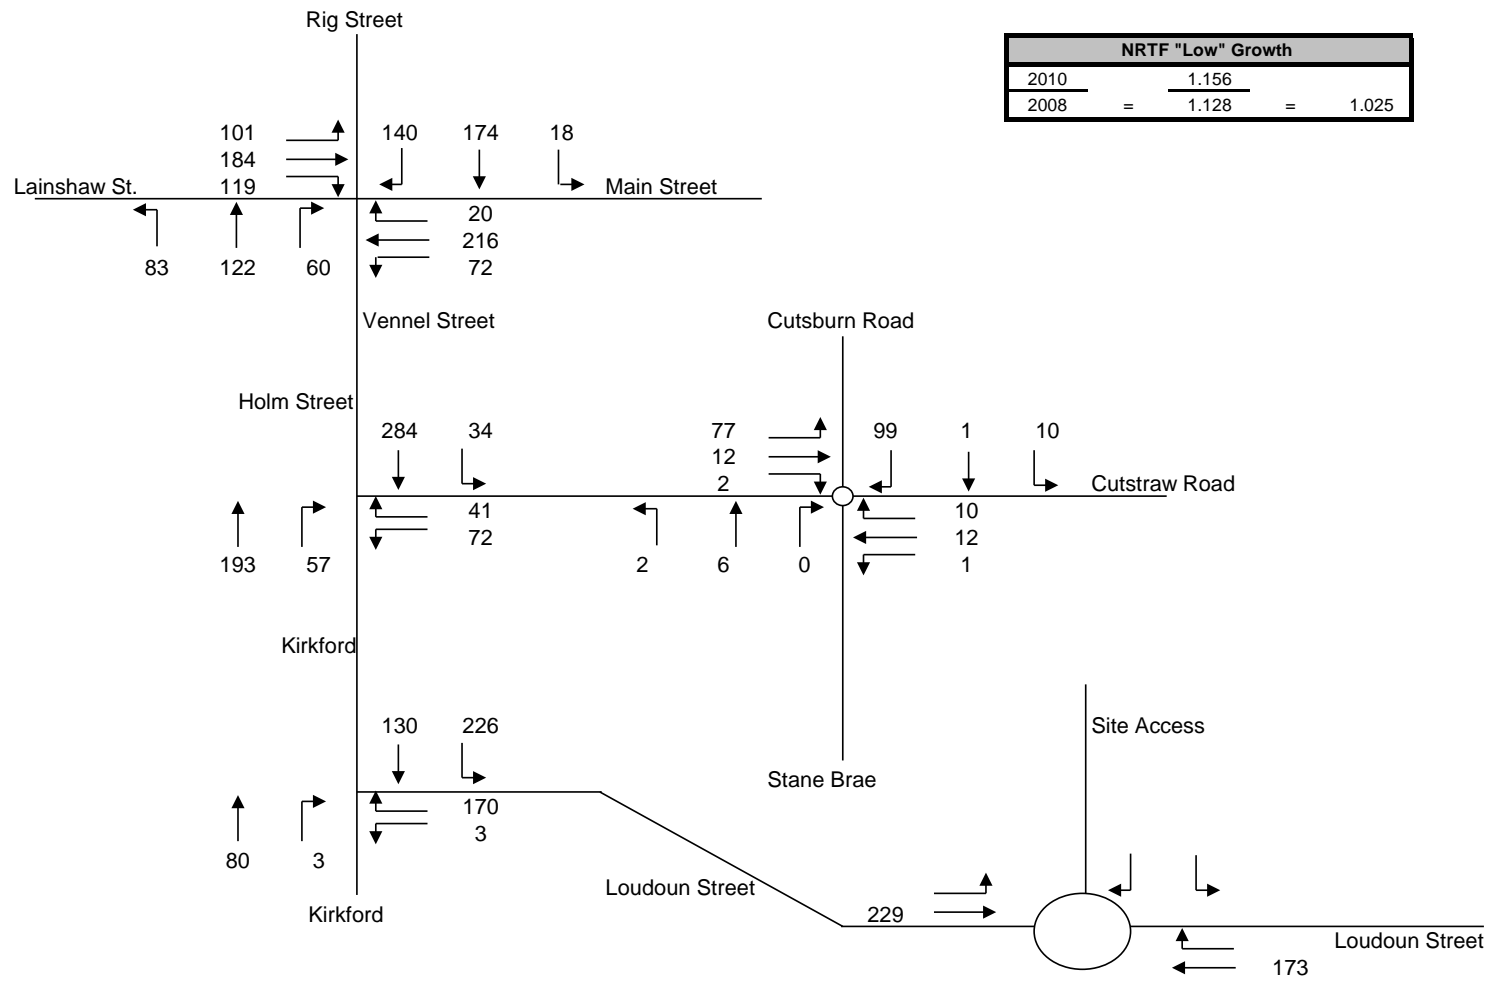 Rig Street
NRTF "Low" Growth
2010 1.156
2008 = 1.128 = 1.025
101 140 174 18
184
Lainshaw St. 119 Main Street
20
216
83 122 60 72
Vennel Street Cutsburn Road
Holm Street
284 34 77 99 1 10
12
2 Cutstraw Road
41 10
72 12
193 57 2 6 0 1
Kirkford
130 226 Site Access
Stane Brae
170
3
80 3
Loudoun Street
Kirkford 229
Loudoun Street
173